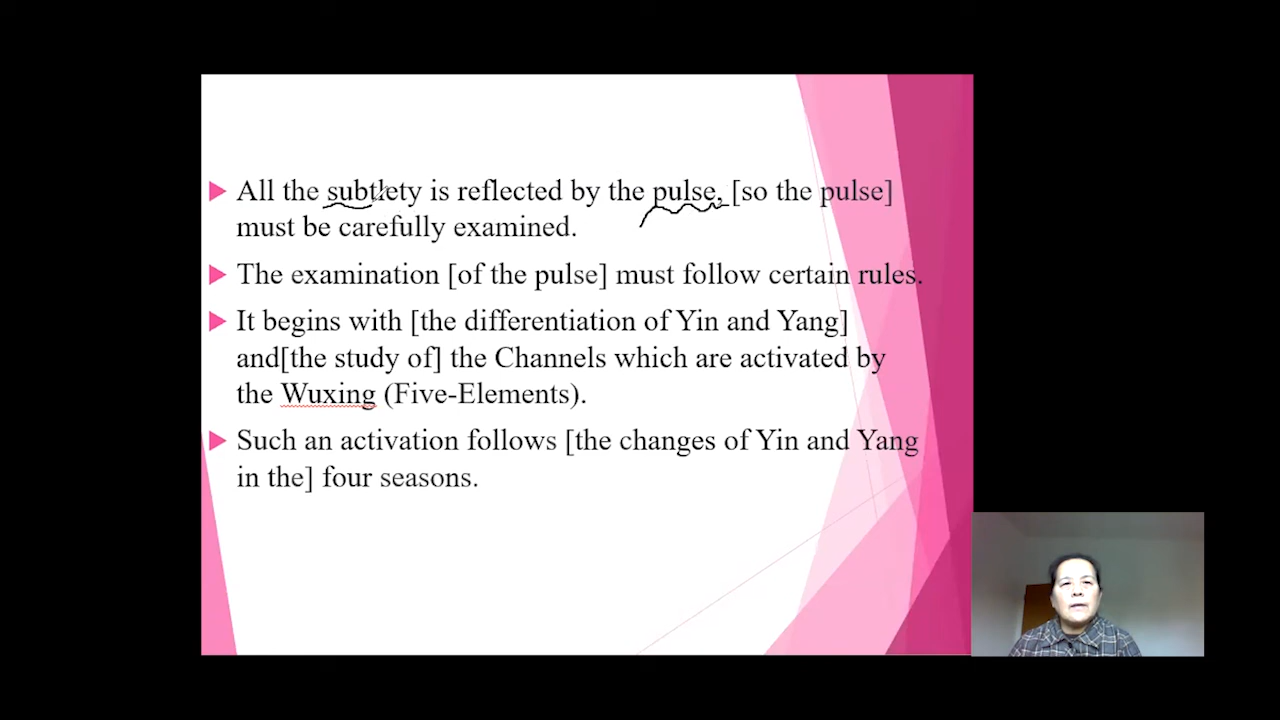 All the subtlety is reflected by the pulse, [so the pulse]
must be carefully examined.
The examination [of the pulse] must follow certain rules.
It begins with [the differentiation of Yin and Yang]
and[the study of] the Channels which are activated by
the Wuxing (Five-Elements).
Such an activation follows [the changes of Yin and Yang
in the] four seasons.